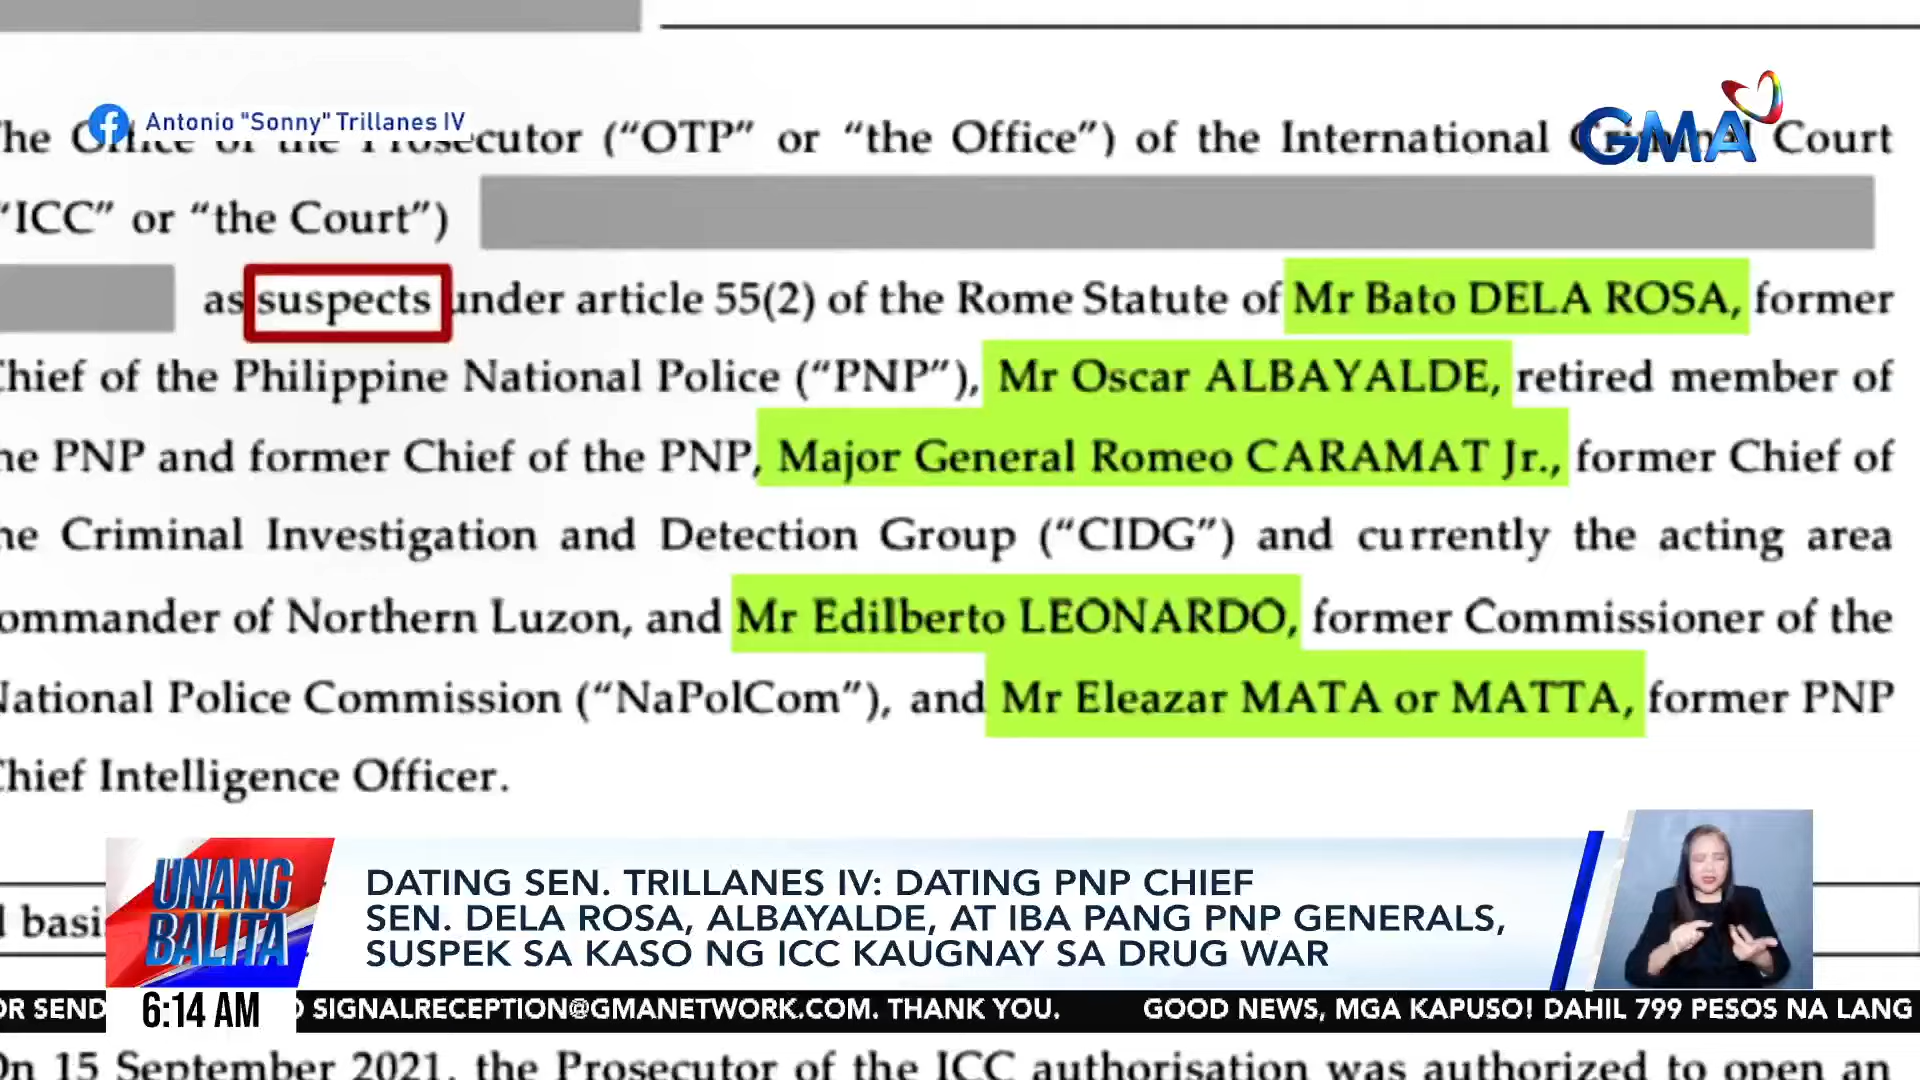 Antonio "Sonny" Trillanes IV
GMA
he Office of the Prosecutor (“OTP” or “the Office”) of the International Criminal Court
“ICC” or “the Court”)
as suspects under article 55(2) of the Rome Statute of Mr Bato DELA ROSA, former
Chief of the Philippine National Police (“PNP”), Mr Oscar ALBAYALDE, retired member of
he PNP and former Chief of the PNP, Major General Romeo CARAMAT Jr., former Chief of
he Criminal Investigation and Detection Group (“CIDG”) and currently the acting area
ommander of Northern Luzon, and Mr Edilberto LEONARDO, former Commissioner of the
National Police Commission (“NaPolCom”), and Mr Eleazar MATA or MATTA, former PNP
Chief Intelligence Officer.
basi
UNANG
BALITA
DATING SEN. TRILLANES IV: DATING PNP CHIEF
SEN. DELA ROSA, ALBAYALDE, AT IBA PANG PNP GENERALS,
SUSPEK SA KASO NG ICC KAUGNAY SA DRUG WAR
6:14 AM
OR SEND SIGNALRECEPTION@GMANETWORK.COM. THANK YOU. GOOD NEWS, MGA KAPUSO! DAHIL 799 PESOS NA LANG
On 15 September 2021, the Prosecutor of the ICC authorisation was authorized to open an